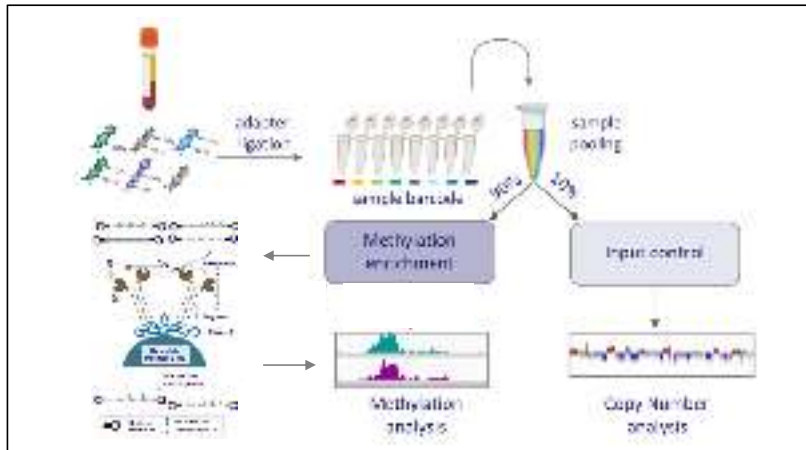 adapter
ligation
sample
pooling
sample barcode
90%
10%
Methylation
enrichment
Input control
Methylation
analysis
Copy Number
analysis